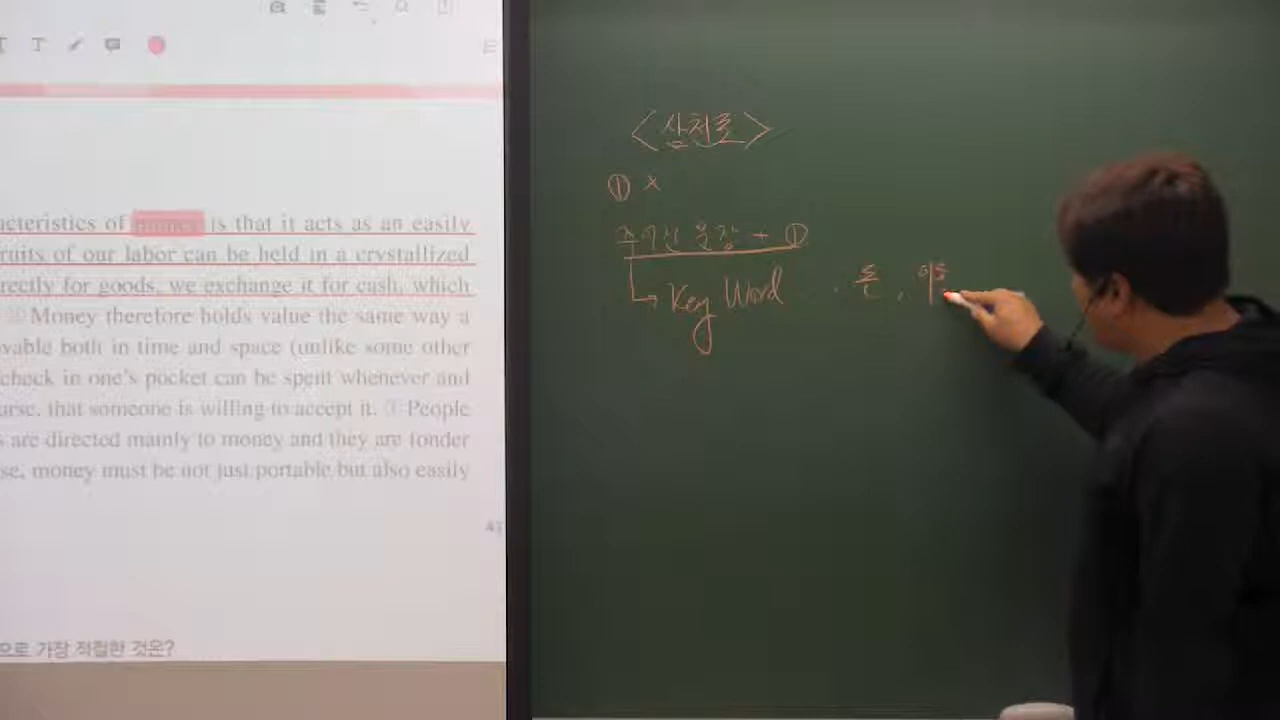 acteristics of money is that it acts as an easily
ruits of our labor can be held in a crystallized
rectly for goods, we exchange it for cash, which
Money therefore holds value the same way a
vable both in time and space (unlike some other
check in one's pocket can be spent whenever and
urse, that someone is willing to accept it. ③ People
s are directed mainly to money and they are fonder
se, money must be not just portable but also easily
으로 가장 적절한 것은?
<삽처론>
① x
주어진 문장 → ①
Key Word